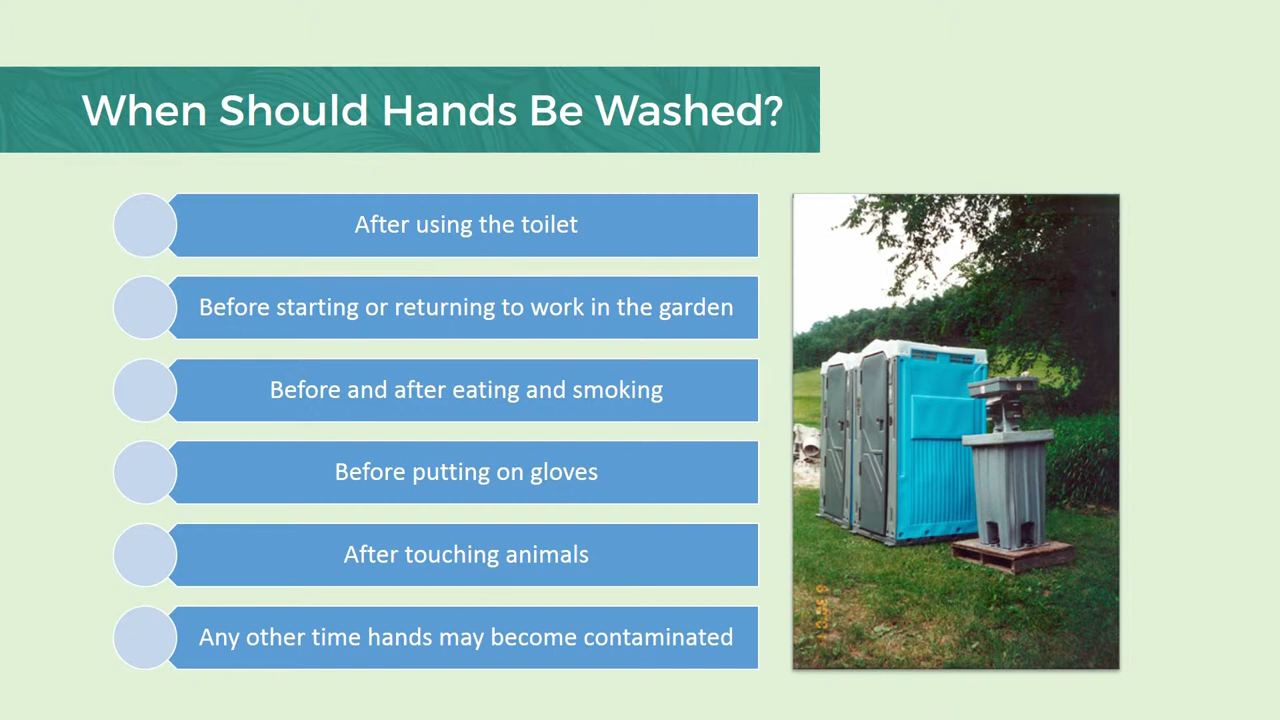 When Should Hands Be Washed?
After using the toilet
Before starting or returning to work in the garden
Before and after eating and smoking
Before putting on gloves
After touching animals
Any other time hands may become contaminated